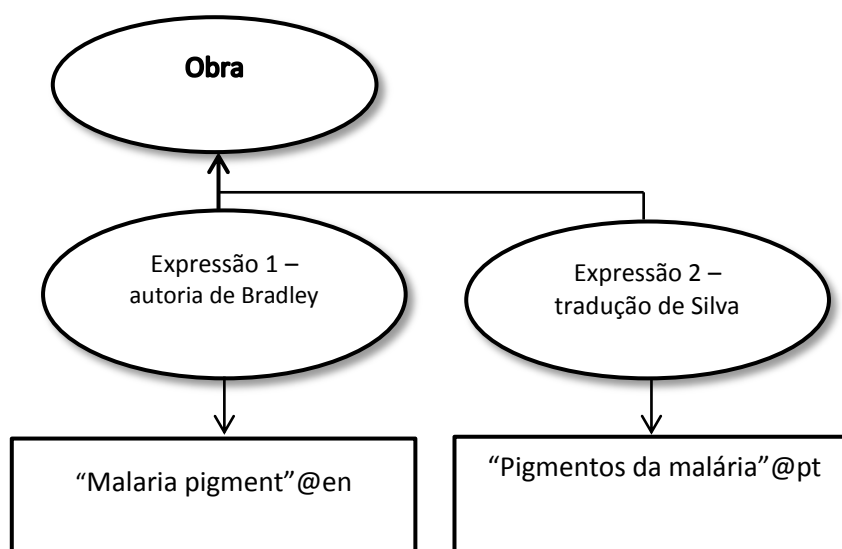 Obra
Expressão 1 –
autoria de Bradley
Expressão 2 –
tradução de Silva
“Malaria pigment”@en
“Pigmentos da malária”@pt